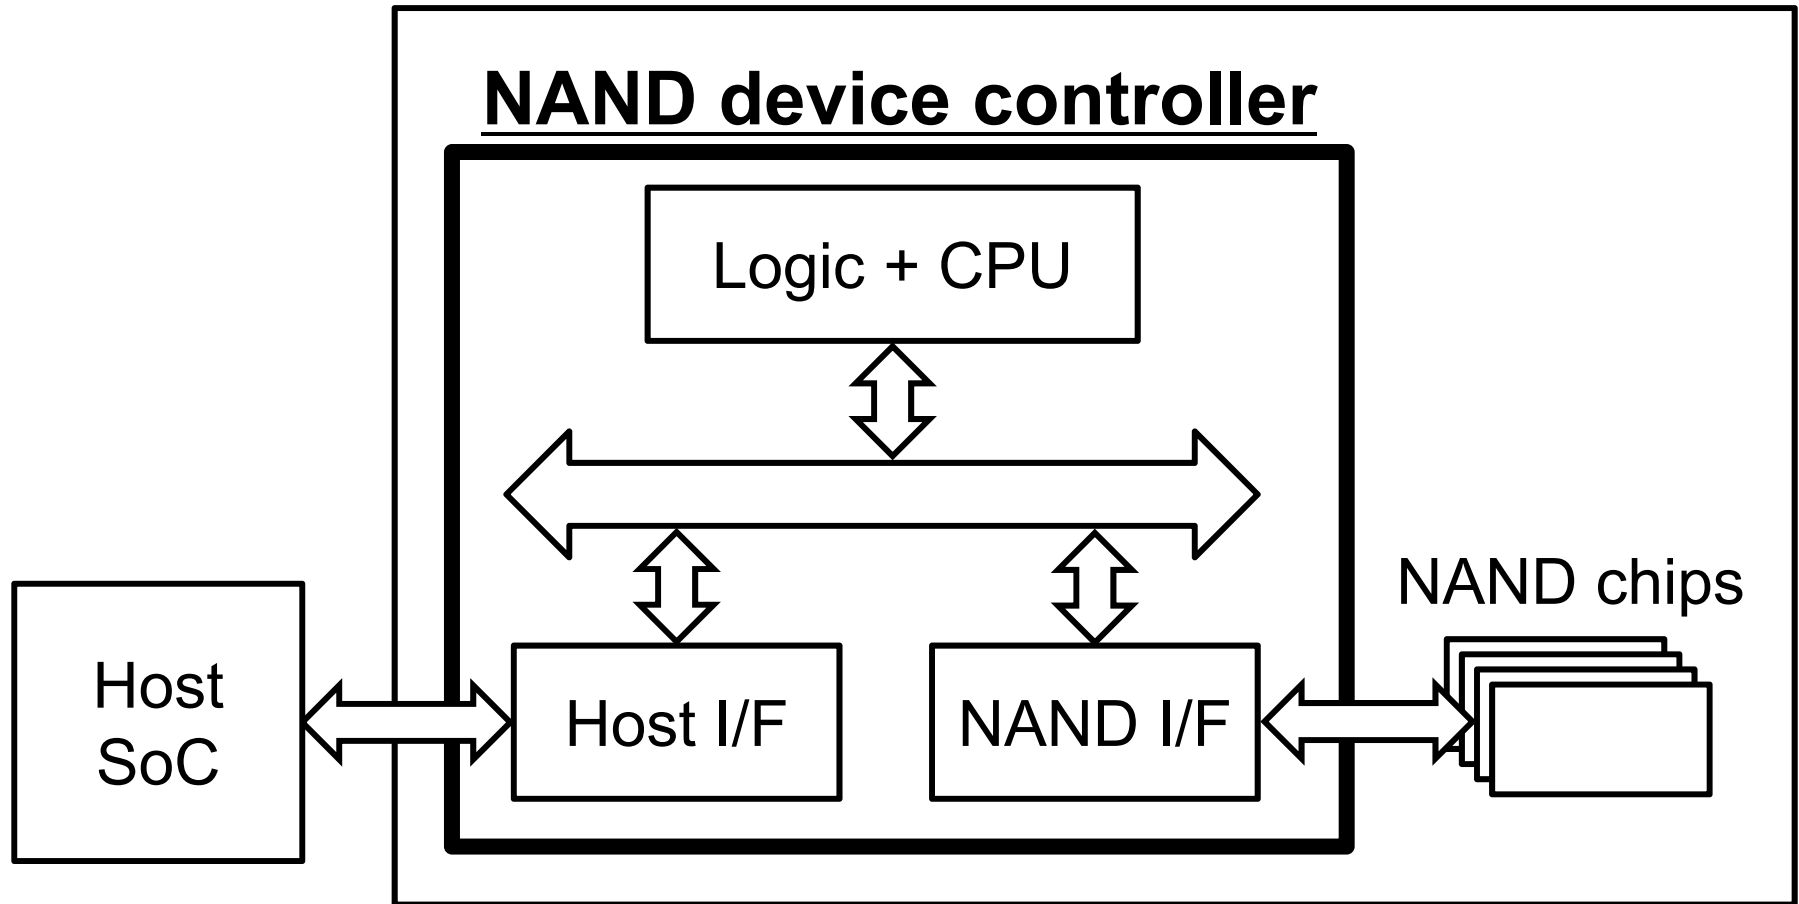 NAND device controller
Logic + CPU
NAND chips
Host
SoC
Host I/F
NAND I/F